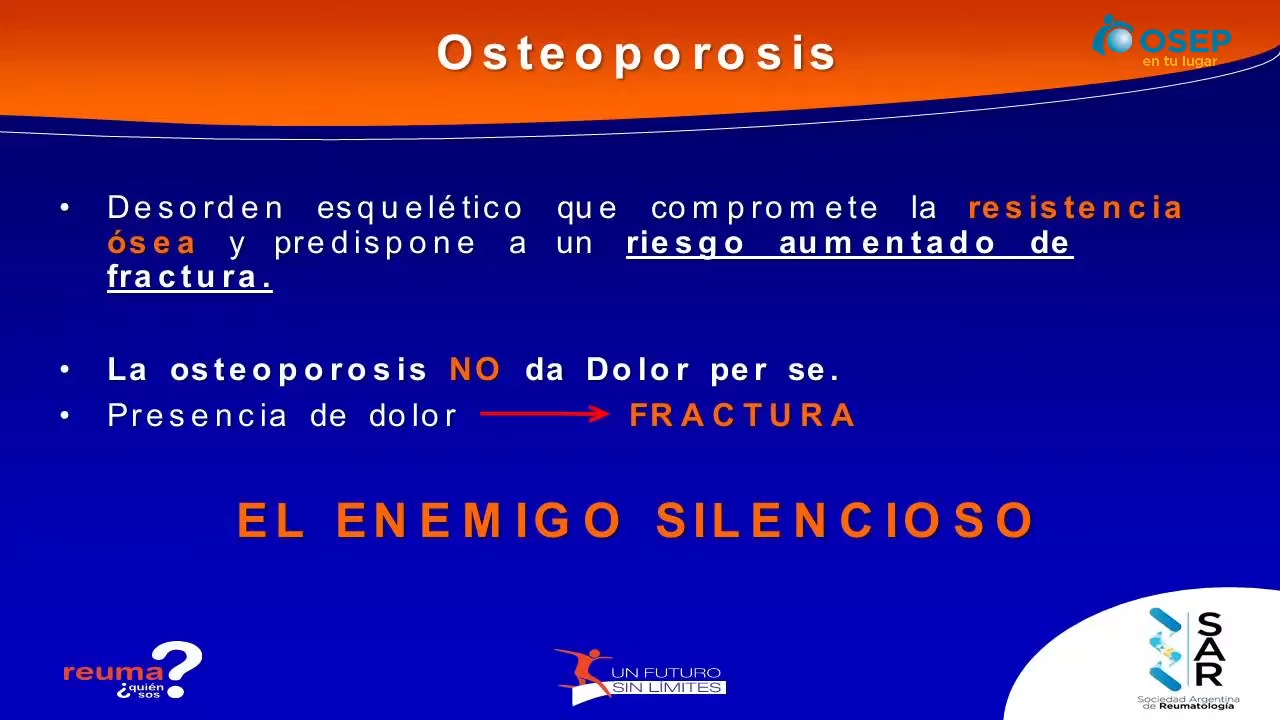 Osteoporosis
OSEP
en tu lugar
• Desorden esquelético que compromete la resistencia
ósea y predispone a un riesgo aumentado de
fractura.
• La osteoporosis NO da Dolor per se.
• Presencia de dolor FRACTURA
EL ENEMIGO SILENCIOSO
reuma?
¿quién
sos
UN FUTURO
SIN LÍMITES
SAR
Sociedad Argentina
de Reumatología